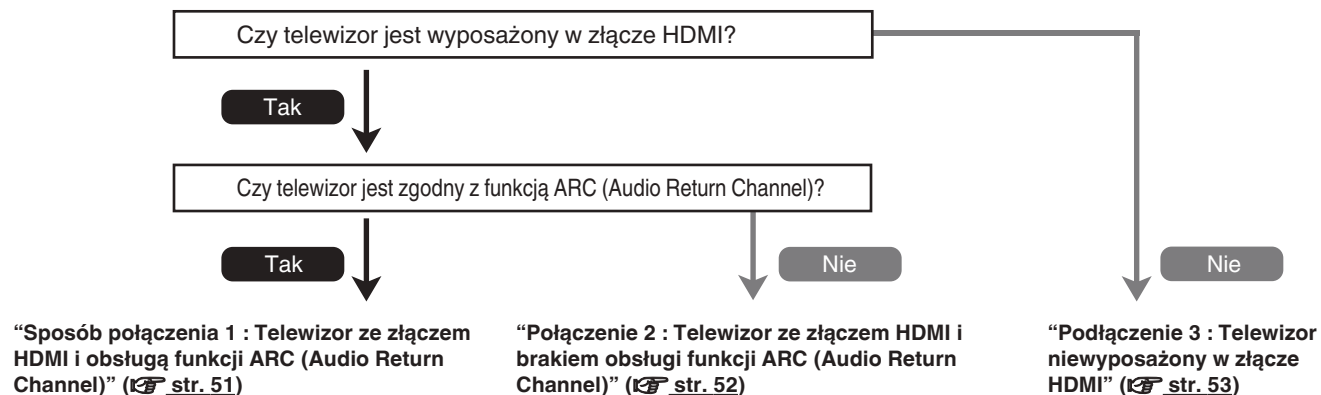 Czy telewizor jest wyposażony w złącze HDMI?
Tak
Czy telewizor jest zgodny z funkcją ARC (Audio Return Channel)?
Tak
Nie
Nie
“Sposób połączenia 1 : Telewizor ze złączem
HDMI i obsługą funkcji ARC (Audio Return
Channel)” (☞ str. 51)
“Połączenie 2 : Telewizor ze złączem HDMI i
brakiem obsługi funkcji ARC (Audio Return
Channel)” (☞ str. 52)
“Podłączenie 3 : Telewizor
niewyposażony w złącze
HDMI” (☞ str. 53)